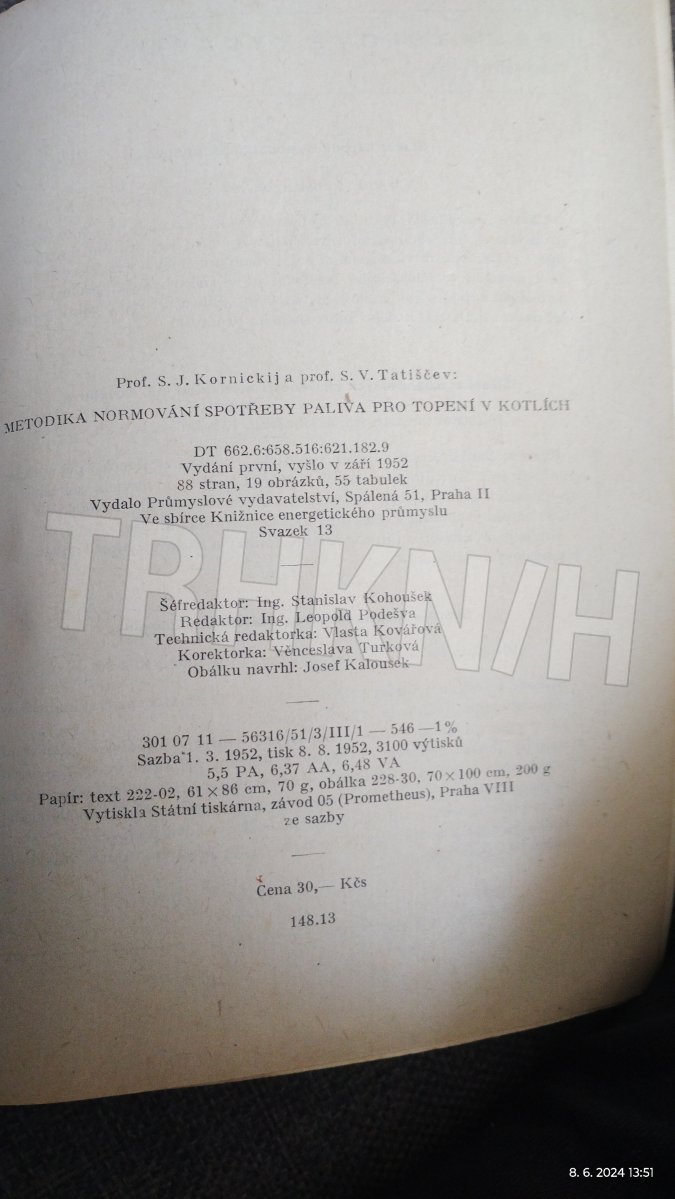 Prof. S. J. Kornickij a prof. S. V. Tatiščev:
METODIKA NORMOVÁNÍ SPOTŘEBY PALIVA PRO TOPENÍ V KOTLÍCH
DT 662.6:658.516:621.182.9
Vydání první, vyšlo v září 1952
88 stran, 19 obrázků, 55 tabulek
Vydalo Průmyslové vydavatelství, Spálená 51, Praha II
Ve sbírce Knižnice energetického průmyslu
Svazek 13
Šéfredaktor: Ing. Stanislav Kohoušek
Redaktor: Ing. Leopold Podešva
Technická redaktorka: Vlasta Kovářová
Korektorka: Věnceslava Turková
Obálku navrhl: Josef Kaloušek
301 07 11 — 56316/51/3/III/1 — 546 —1%
Sazba 1. 3. 1952, tisk 8. 8. 1952, 3100 výtisků
5,5 PA, 6,37 AA, 6,48 VA
Papír: text 222-02, 61 × 86 cm, 70 g, obálka 228-30, 70 × 100 cm, 200 g
Vytiskla Státní tiskárna, závod 05 (Prometheus), Praha VIII
ze sazby
Cena 30,— Kčs
148.13
TRHKNIH
8. 6. 2024 13:51